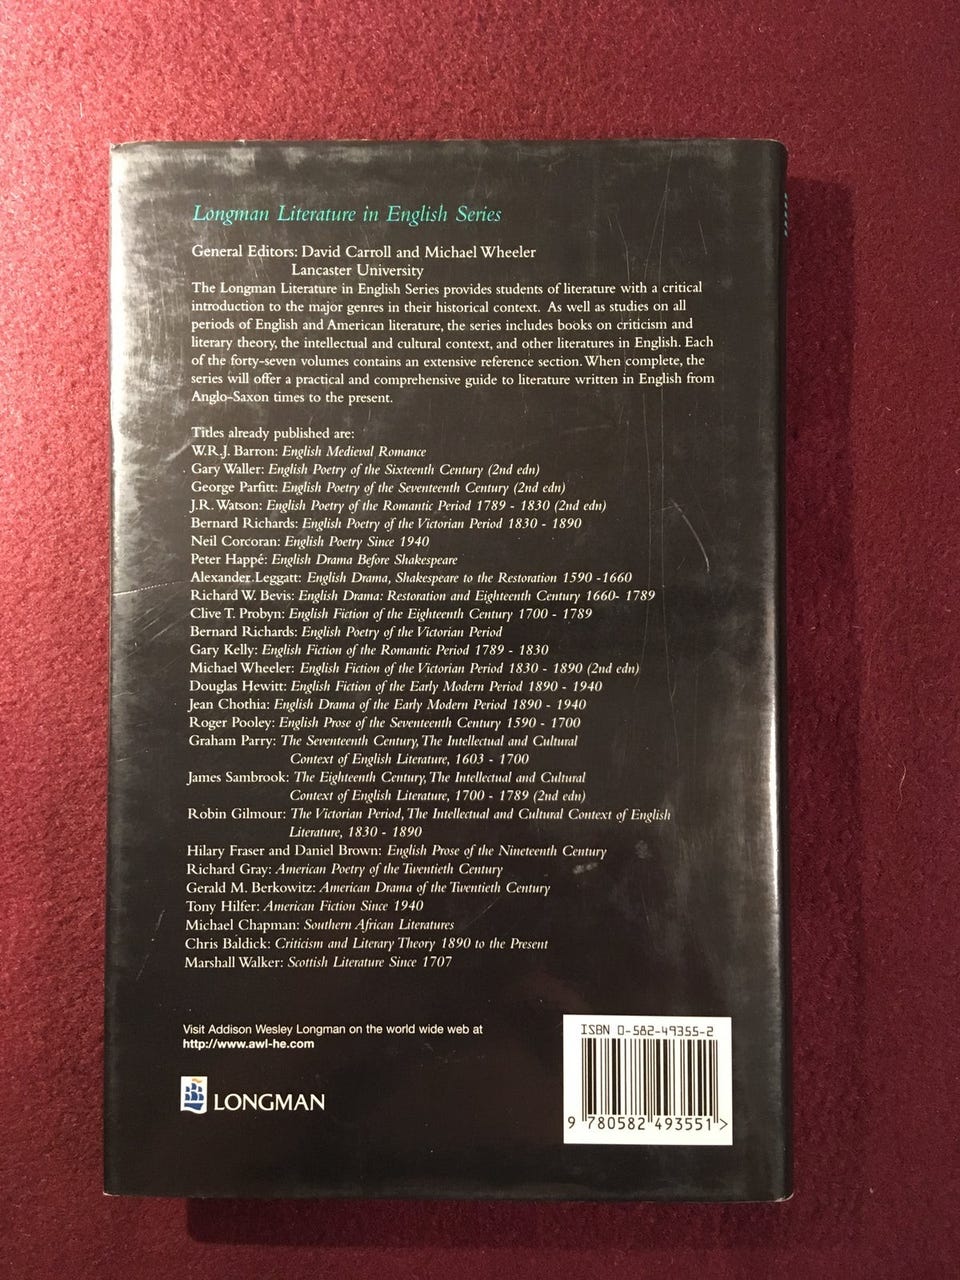 Longman Literature in English Series
General Editors: David Carroll and Michael Wheeler
Lancaster University
The Longman Literature in English Series provides students of literature with a critical
introduction to the major genres in their historical context. As well as studies on all
periods of English and American literature, the series includes books on criticism and
literary theory, the intellectual and cultural context, and other literatures in English. Each
of the forty-seven volumes contains an extensive reference section. When complete, the
series will offer a practical and comprehensive guide to literature written in English from
Anglo-Saxon times to the present.
Titles already published are:
W.R.J. Barron: English Medieval Romance
Gary Waller: English Poetry of the Sixteenth Century (2nd edn)
George Parfitt: English Poetry of the Seventeenth Century (2nd edn)
J.R. Watson: English Poetry of the Romantic Period 1789 - 1830 (2nd edn)
Bernard Richards: English Poetry of the Victorian Period 1830 - 1890
Neil Corcoran: English Poetry Since 1940
Peter Happé: English Drama Before Shakespeare
Alexander Leggatt: English Drama, Shakespeare to the Restoration 1590 -1660
Richard W. Bevis: English Drama: Restoration and Eighteenth Century 1660- 1789
Clive T. Probyn: English Fiction of the Eighteenth Century 1700 - 1789
Bernard Richards: English Poetry of the Victorian Period
Gary Kelly: English Fiction of the Romantic Period 1789 - 1830
Michael Wheeler: English Fiction of the Victorian Period 1830 - 1890 (2nd edn)
Douglas Hewitt: English Fiction of the Early Modern Period 1890 - 1940
Jean Chothia: English Drama of the Early Modern Period 1890 - 1940
Roger Pooley: English Prose of the Seventeenth Century 1590 - 1700
Graham Parry: The Seventeenth Century, The Intellectual and Cultural
Context of English Literature, 1603 - 1700
James Sambrook: The Eighteenth Century, The Intellectual and Cultural
Context of English Literature, 1700 - 1789 (2nd edn)
Robin Gilmour: The Victorian Period, The Intellectual and Cultural Context of English
Literature, 1830 - 1890
Hilary Fraser and Daniel Brown: English Prose of the Nineteenth Century
Richard Gray: American Poetry of the Twentieth Century
Gerald M. Berkowitz: American Drama of the Twentieth Century
Tony Hilfer: American Fiction Since 1940
Michael Chapman: Southern African Literatures
Chris Baldick: Criticism and Literary Theory 1890 to the Present
Marshall Walker: Scottish Literature Since 1707
Visit Addison Wesley Longman on the world wide web at
http://www.awl-he.com
LONGMAN
ISBN 0-582-49355-2
9 780582 493551 >